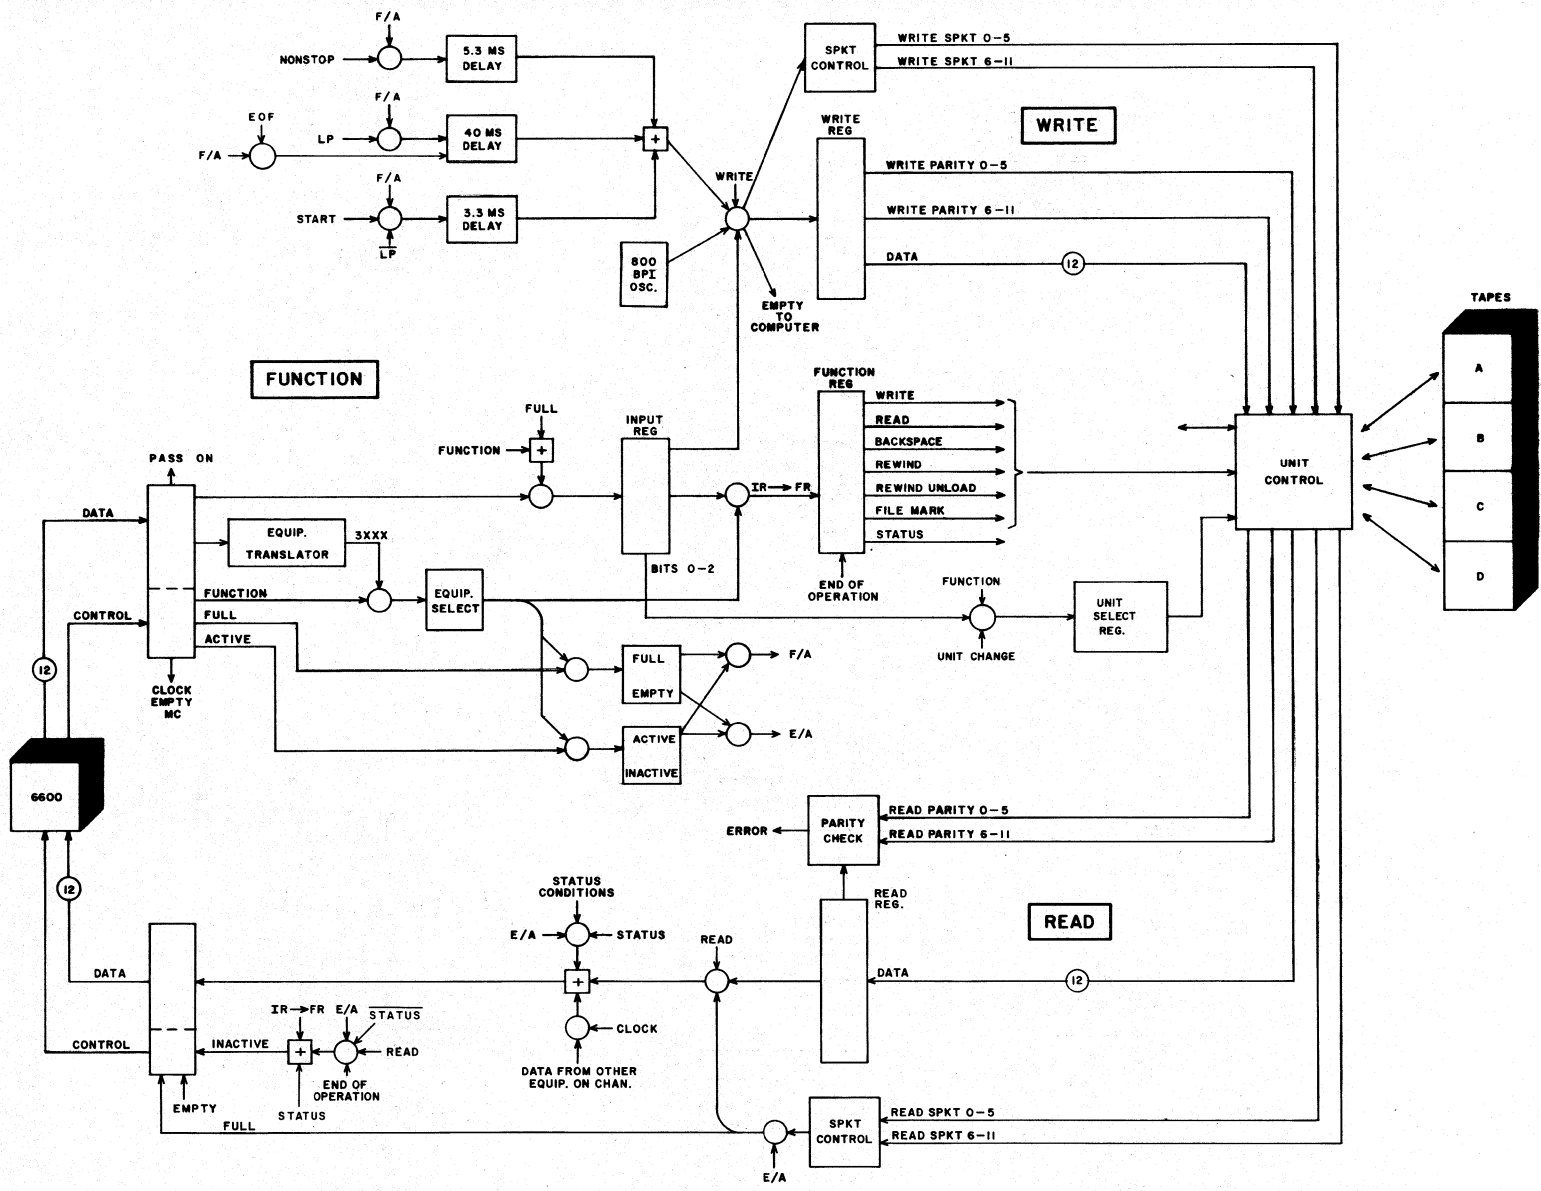 F/A
NONSTOP
5.3 MS
DELAY
SPKT
CONTROL
WRITE SPKT 0-5
WRITE SPKT 6-11
F/A
EOF
LP
40 MS
DELAY
F/A
+
WRITE
REG
WRITE
WRITE PARITY 0-5
F/A
START
3.3 MS
DELAY
LP
WRITE
WRITE PARITY 6-11
800
BPI
OSC.
DATA
12
EMPTY
TO
COMPUTER
TAPES
A
B
C
D
FUNCTION
FUNCTION
REG
WRITE
READ
BACKSPACE
REWIND
REWIND UNLOAD
FILE MARK
STATUS
FULL
FUNCTION
+
INPUT
REG
IR→FR
UNIT
CONTROL
PASS ON
DATA
EQUIP.
TRANSLATOR
3XXX
BITS 0-2
END OF
OPERATION
FUNCTION
EQUIP.
SELECT
FUNCTION
UNIT
SELECT
REG.
UNIT CHANGE
CONTROL
FULL
ACTIVE
12
CLOCK
EMPTY
MC
FULL
EMPTY
F/A
ACTIVE
INACTIVE
E/A
6600
PARITY
CHECK
ERROR
READ PARITY 0-5
READ PARITY 6-11
12
STATUS
CONDITIONS
E/A
STATUS
READ
REG.
READ
READ
DATA
+
DATA
12
IR→FR
E/A
STATUS
CLOCK
CONTROL
INACTIVE
+
READ
END OF
OPERATION
DATA FROM OTHER
EQUIP. ON CHAN.
EMPTY
STATUS
FULL
SPKT
CONTROL
READ SPKT 0-5
READ SPKT 6-11
E/A